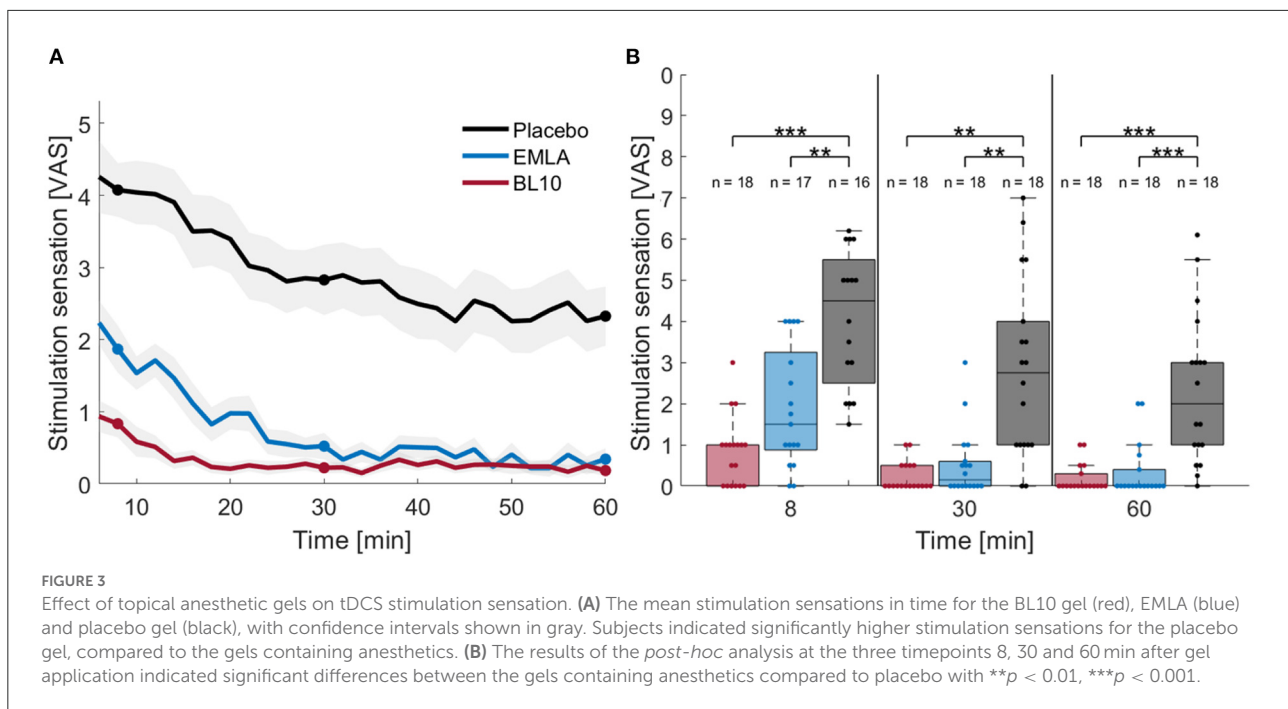 A
Stimulation sensation [VAS]
5
4
3
2
1
0
Placebo
EMLA
BL10
10 20 30 40 50 60
Time [min]
B
Stimulation sensation [VAS]
0
9
8
7
6
5
4
3
2
1
0
*** ** ***
** ** ***
n = 18 n = 17 n = 16 n = 18 n = 18 n = 18 n = 18 n = 18 n = 18
8 30 60
Time [min]
FIGURE 3
Effect of topical anesthetic gels on tDCS stimulation sensation. (A) The mean stimulation sensations in time for the BL10 gel (red), EMLA (blue)
and placebo gel (black), with confidence intervals shown in gray. Subjects indicated significantly higher stimulation sensations for the placebo
gel, compared to the gels containing anesthetics. (B) The results of the post-hoc analysis at the three timepoints 8, 30 and 60 min after gel
application indicated significant differences between the gels containing anesthetics compared to placebo with **p < 0.01, ***p < 0.001.